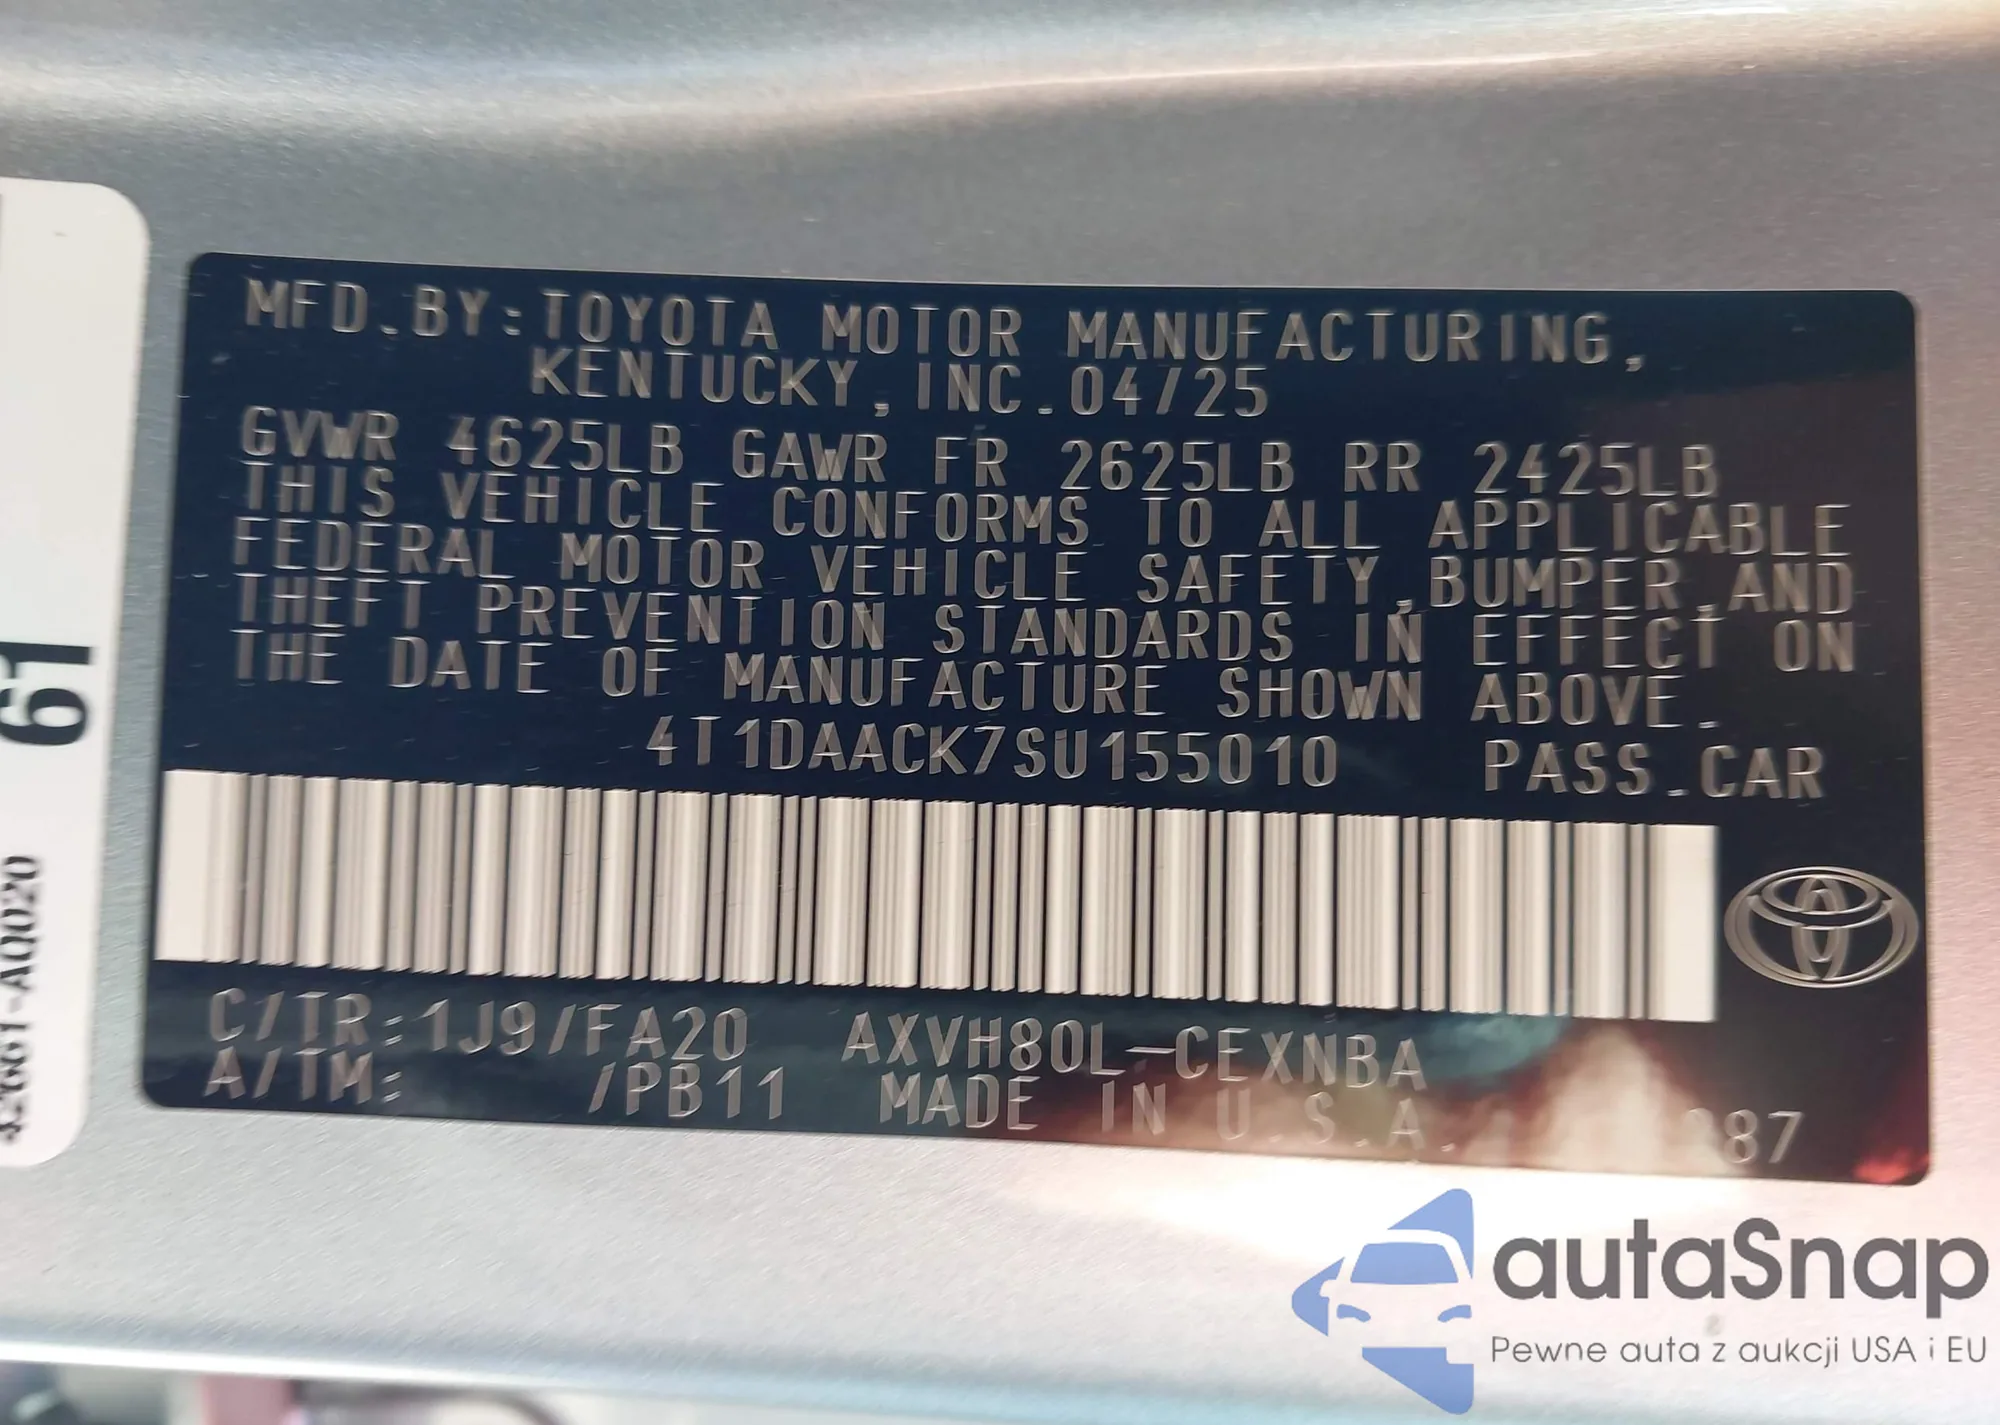 MFD.BY:TOYOTA MOTOR MANUFACTURING,
KENTUCKY,INC.04/25
GVWR 4625LB GAWR FR 2625LB RR 2425LB
THIS VEHICLE CONFORMS TO ALL APPLICABLE
FEDERAL MOTOR VEHICLE SAFETY,BUMPER,AND
THEFT PREVENTION STANDARDS IN EFFECT ON
THE DATE OF MANUFACTURE SHOWN ABOVE.
4T1DAACK7SU155010 PASS.CAR
C/TR:1J9/FA20 AXVH80L-CEXNBA
A/TM: /PB11 MADE IN U.S.A.
61
42661-AQ020
autaSnap
Pewne auta z aukcji USA i EU